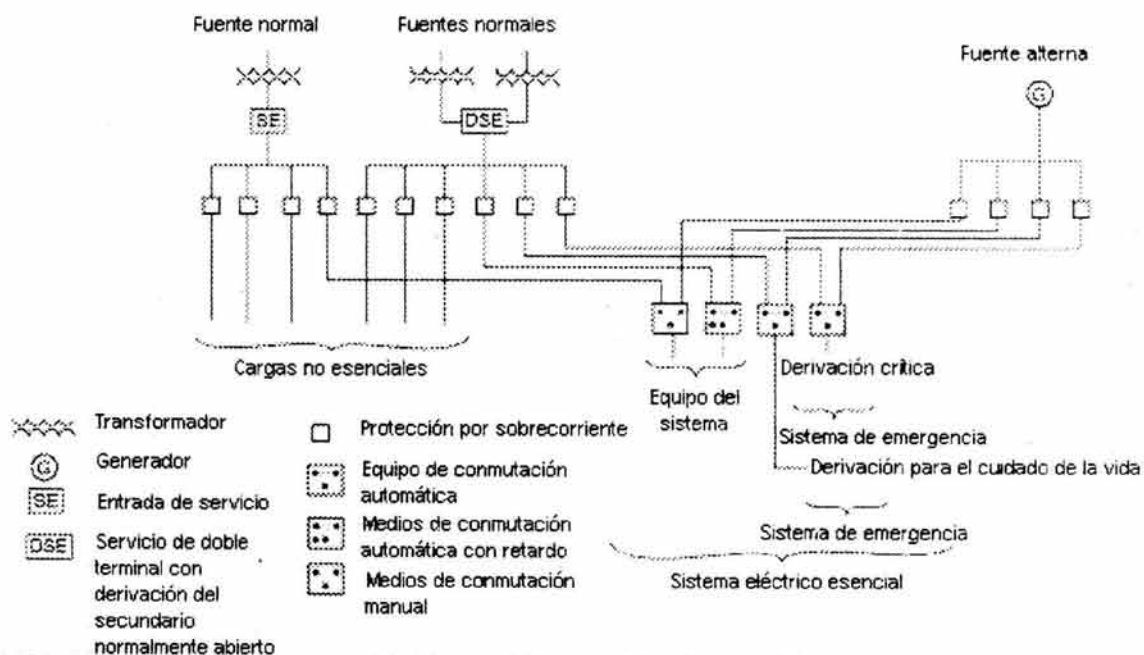 Fuente normal
Fuentes normales
Fuente alterna
G
SE
DSE
Cargas no esenciales
Equipo del
sistema
Derivación crítica
Sistema de emergencia
Derivación para el cuidado de la vida
Sistema de emergencia
Sistema eléctrico esencial
Transformador
G
Generador
SE
Entrada de servicio
DSE
Servicio de doble
terminal con
derivación del
secundario
normalmente abierto
Protección por sobrecorriente
Equipo de conmutación
automática
Medios de conmutación
automática con retardo
Medios de conmutación
manual